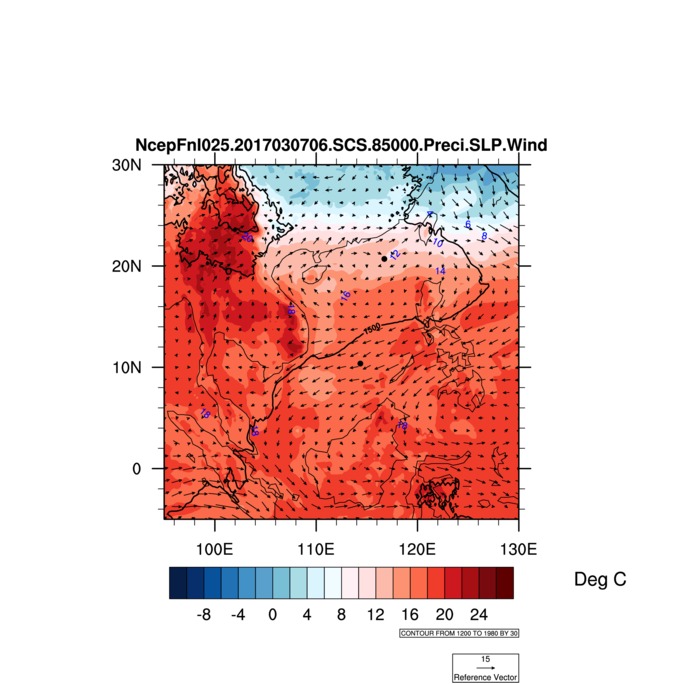 NcepFnl025.2017030706.SCS.85000.Preci.SLP.Wind
30N
20N
10N
0
100E
110E
120E
130E
6
8
10
12
14
16
18
18
1500
-8
-4
0
4
8
12
16
20
24
Deg C
CONTOUR FROM 1200 TO 1980 BY 30
15
Reference Vector